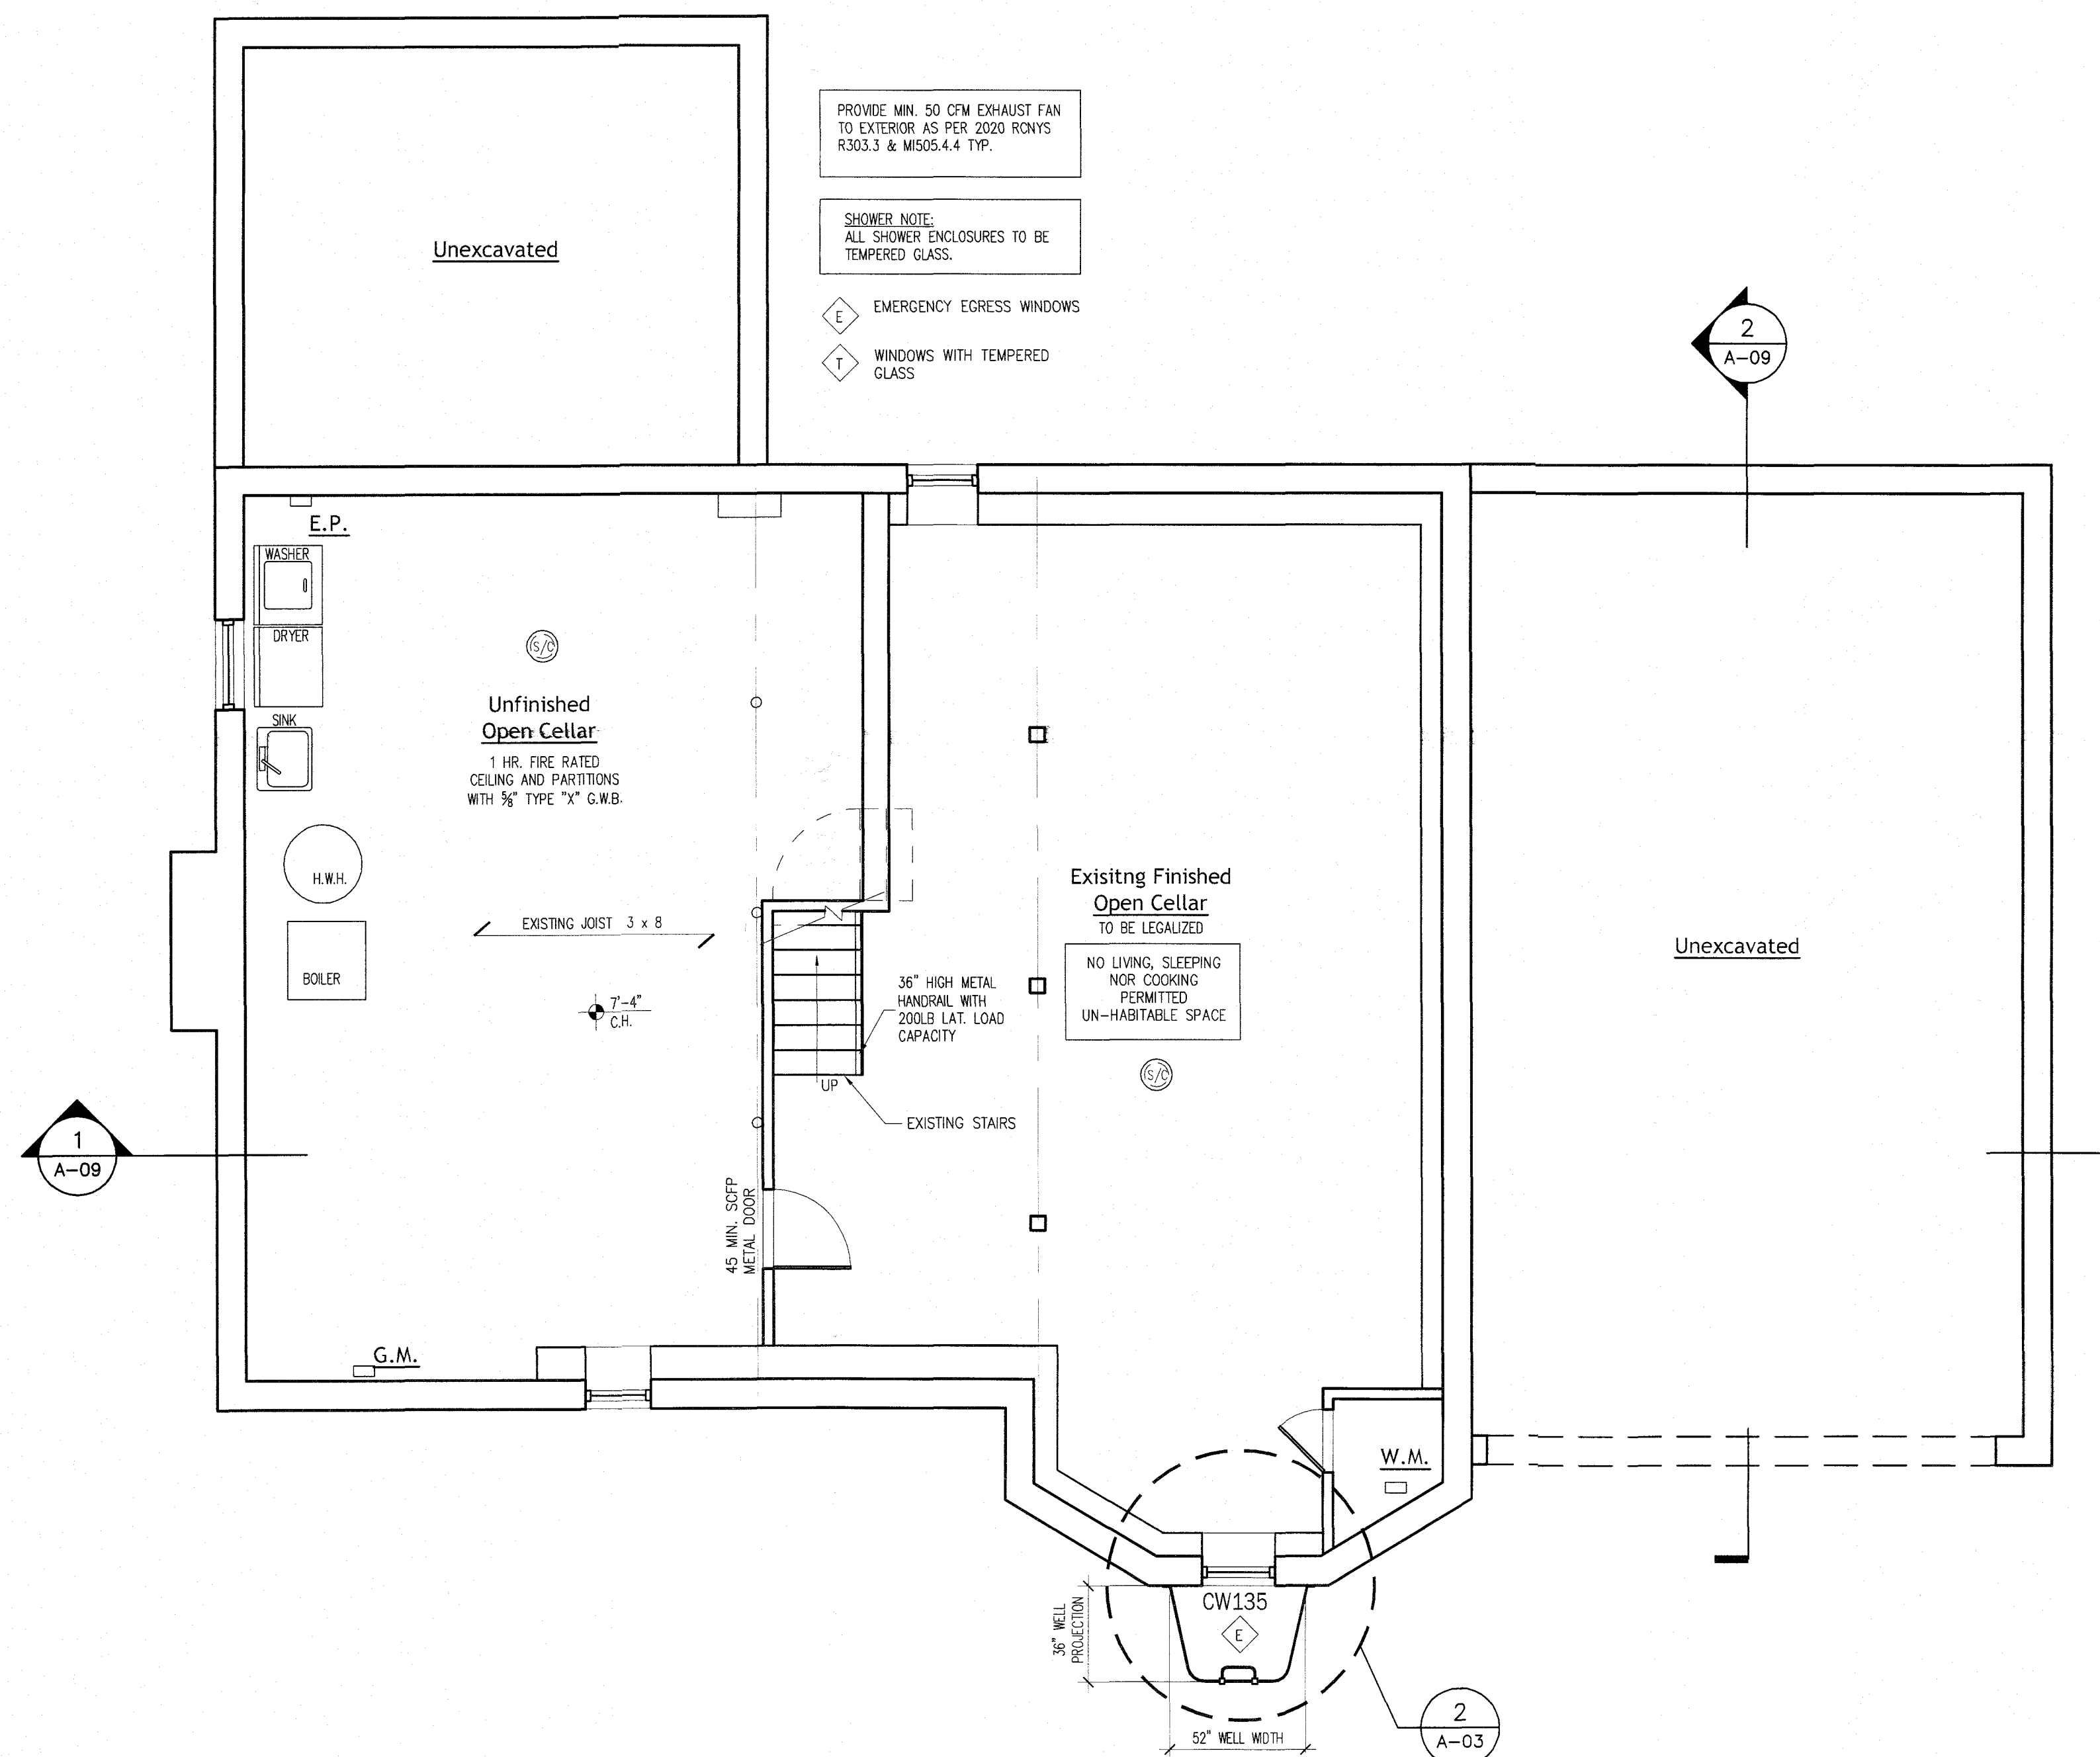 PROVIDE MIN. 50 CFM EXHAUST FAN
TO EXTERIOR AS PER 2020 RCNYS
R303.3 & M1505.4.4 TYP.
SHOWER NOTE:
ALL SHOWER ENCLOSURES TO BE
TEMPERED GLASS.
E
EMERGENCY EGRESS WINDOWS
T
WINDOWS WITH TEMPERED
GLASS
Unexcavated
2
A-09
E.P.
WASHER
DRYER
SINK
S/C
Unfinished
Open Cellar
1 HR. FIRE RATED
CEILING AND PARTITIONS
WITH ⅝" TYPE "X" G.W.B.
H.W.H.
EXISTING JOIST 3 x 8
BOILER
7'-4"
C.H.
36" HIGH METAL
HANDRAIL WITH
200LB LAT. LOAD
CAPACITY
UP
EXISTING STAIRS
Exisitng Finished
Open Cellar
TO BE LEGALIZED
NO LIVING, SLEEPING
NOR COOKING
PERMITTED
UN-HABITABLE SPACE
S/C
Unexcavated
1
A-09
45 MIN. SCFP
METAL DOOR
G.M.
W.M.
CW135
E
36" WELL
PROJECTION
52" WELL WIDTH
2
A-03